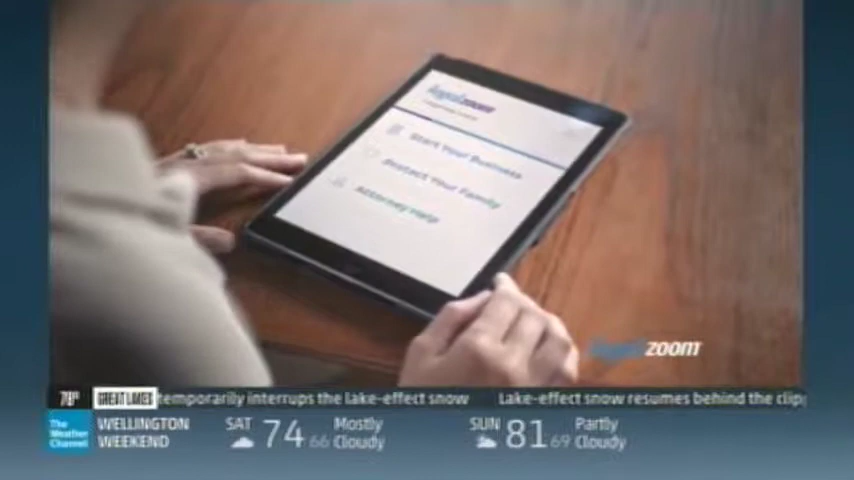 legalzoom
Start Your Business
Protect Your Family
Attorney Help
legalzoom
78° GREAT LAKES temporarily interrupts the lake-effect snow Lake-effect snow resumes behind the clip
The Weather Channel
WELLINGTON WEEKEND
SAT 74 66 Mostly Cloudy
SUN 81 69 Partly Cloudy